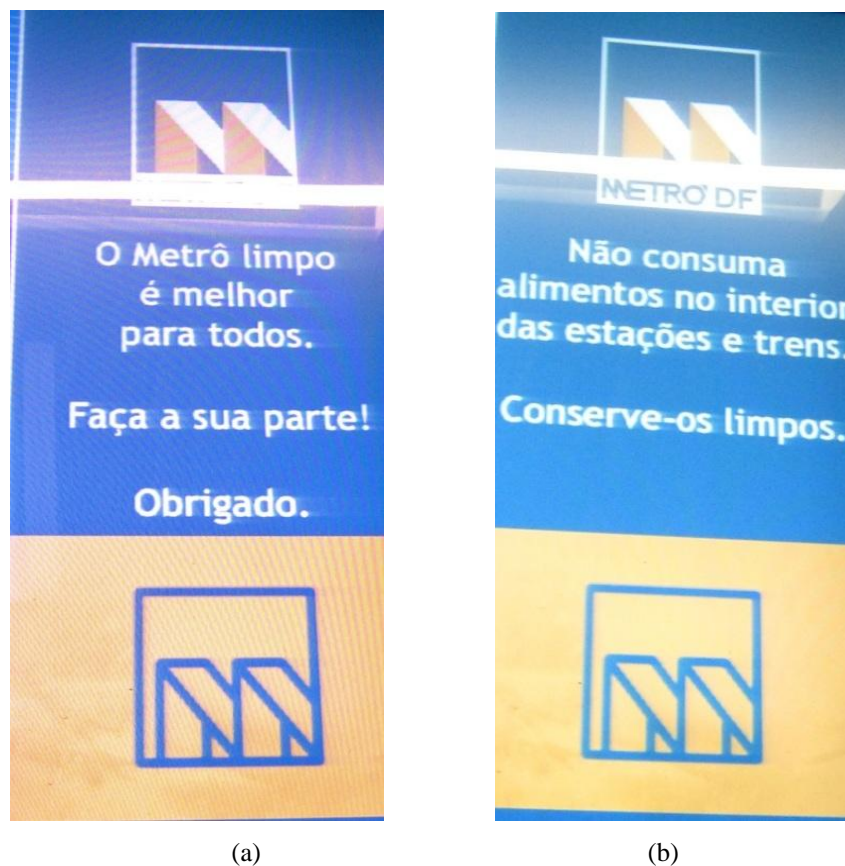 O Metrô limpo
é melhor
para todos.
Faça a sua parte!
Obrigado.
(a)
METRÔ DF
Não consuma
alimentos no interior
das estações e trens.
Conserve-os limpos.
(b)